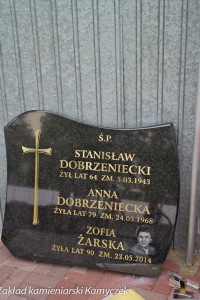 Ś.P.
STANISŁAW
DOBRZENIECKI
ŻYŁ LAT 64 ZM. 3.03.1943
ANNA
DOBRZENIECKA
ŻYŁA LAT 79 ZM. 24.03.1968
ZOFIA
ŻARSKA
ŻYŁA LAT 90 ZM. 23.05.2014
Zakład kamieniarski Kamyczek